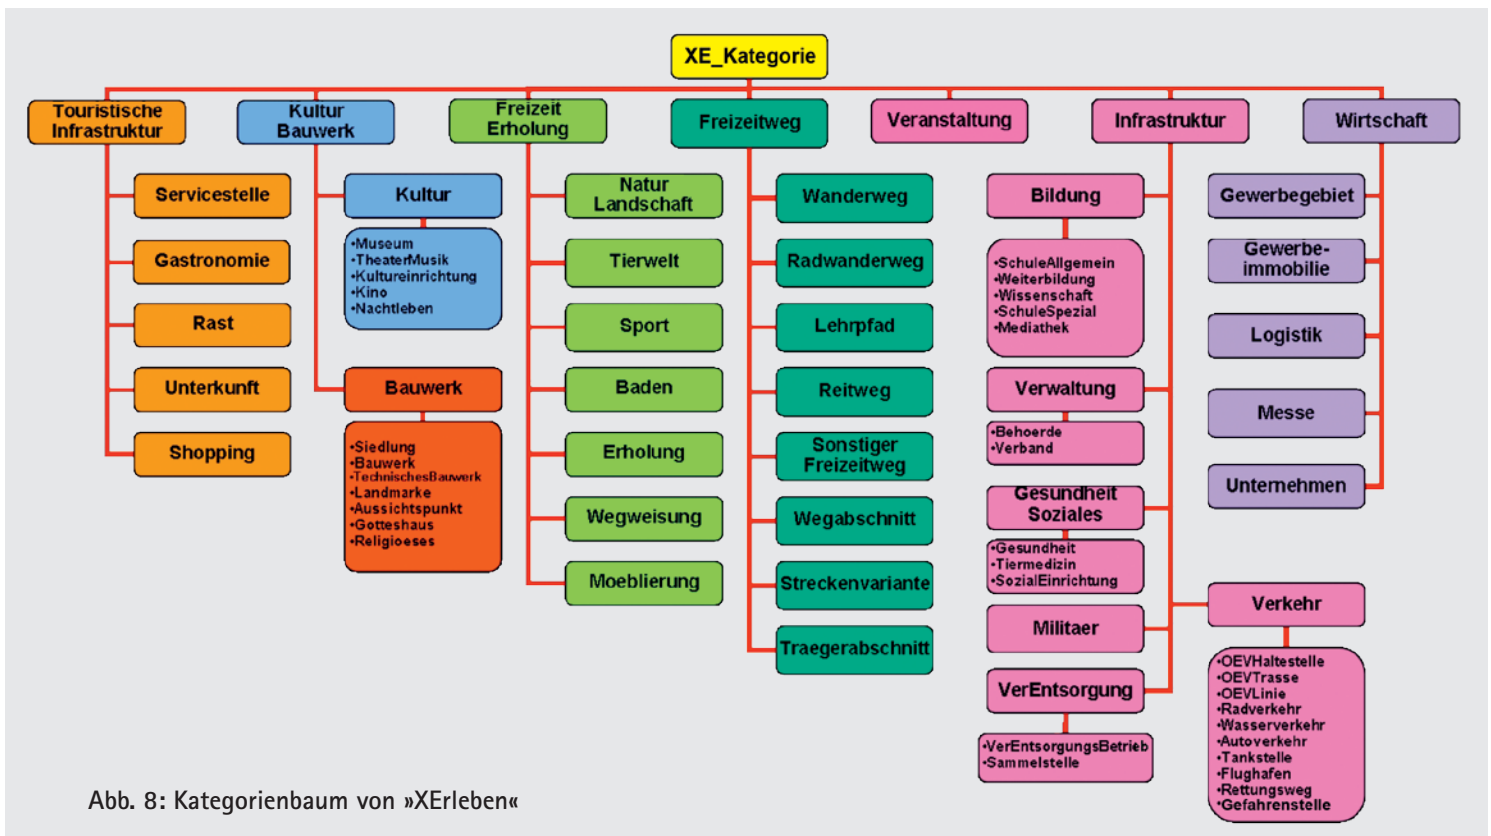 XE_Kategorie
Touristische
Infrastruktur
Servicestelle
Gastronomie
Rast
Unterkunft
Shopping
Kultur
Bauwerk
Kultur
•Museum
•TheaterMusik
•Kultureinrichtung
•Kino
•Nachtleben
Bauwerk
•Siedlung
•Bauwerk
•TechnischesBauwerk
•Landmarke
•Aussichtspunkt
•Gotteshaus
•Religioeses
Freizeit
Erholung
Natur
Landschaft
Tierwelt
Sport
Baden
Erholung
Wegweisung
Moeblierung
Freizeitweg
Wanderweg
Radwanderweg
Lehrpfad
Reitweg
Sonstiger
Freizeitweg
Wegabschnitt
Streckenvariante
Traegerabschnitt
Veranstaltung
Infrastruktur
Bildung
•SchuleAllgemein
•Weiterbildung
•Wissenschaft
•SchuleSpezial
•Mediathek
Verwaltung
•Behoerde
•Verband
Gesundheit
Soziales
•Gesundheit
•Tiermedizin
•SozialEinrichtung
Militaer
VerEntsorgung
•VerEntsorgungsBetrieb
•Sammelstelle
Verkehr
•OEVHaltestelle
•OEVTrasse
•OEVLinie
•Radverkehr
•Wasserverkehr
•Autoverkehr
•Tankstelle
•Flughafen
•Rettungsweg
•Gefahrenstelle
Wirtschaft
Gewerbegebiet
Gewerbe-
immobilie
Logistik
Messe
Unternehmen
Abb. 8: Kategorienbaum von »XErleben«